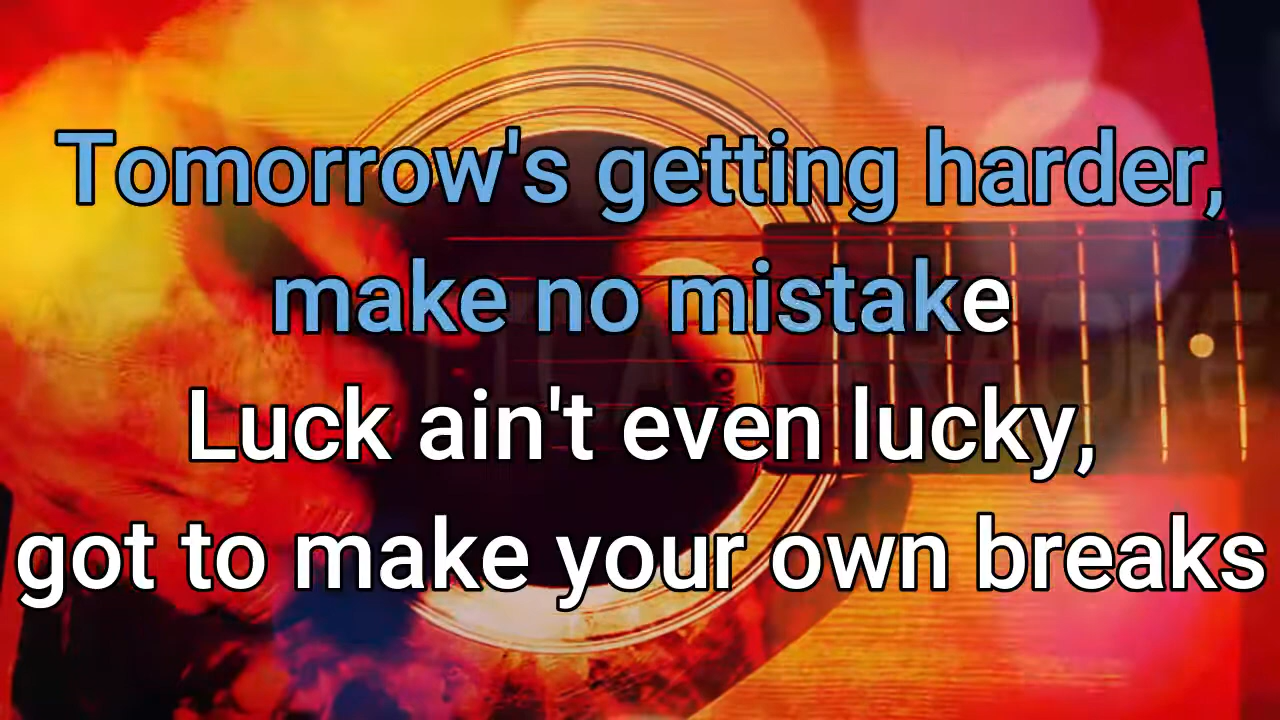 Tomorrow's getting harder,
make no mistake
Luck ain't even lucky,
got to make your own breaks